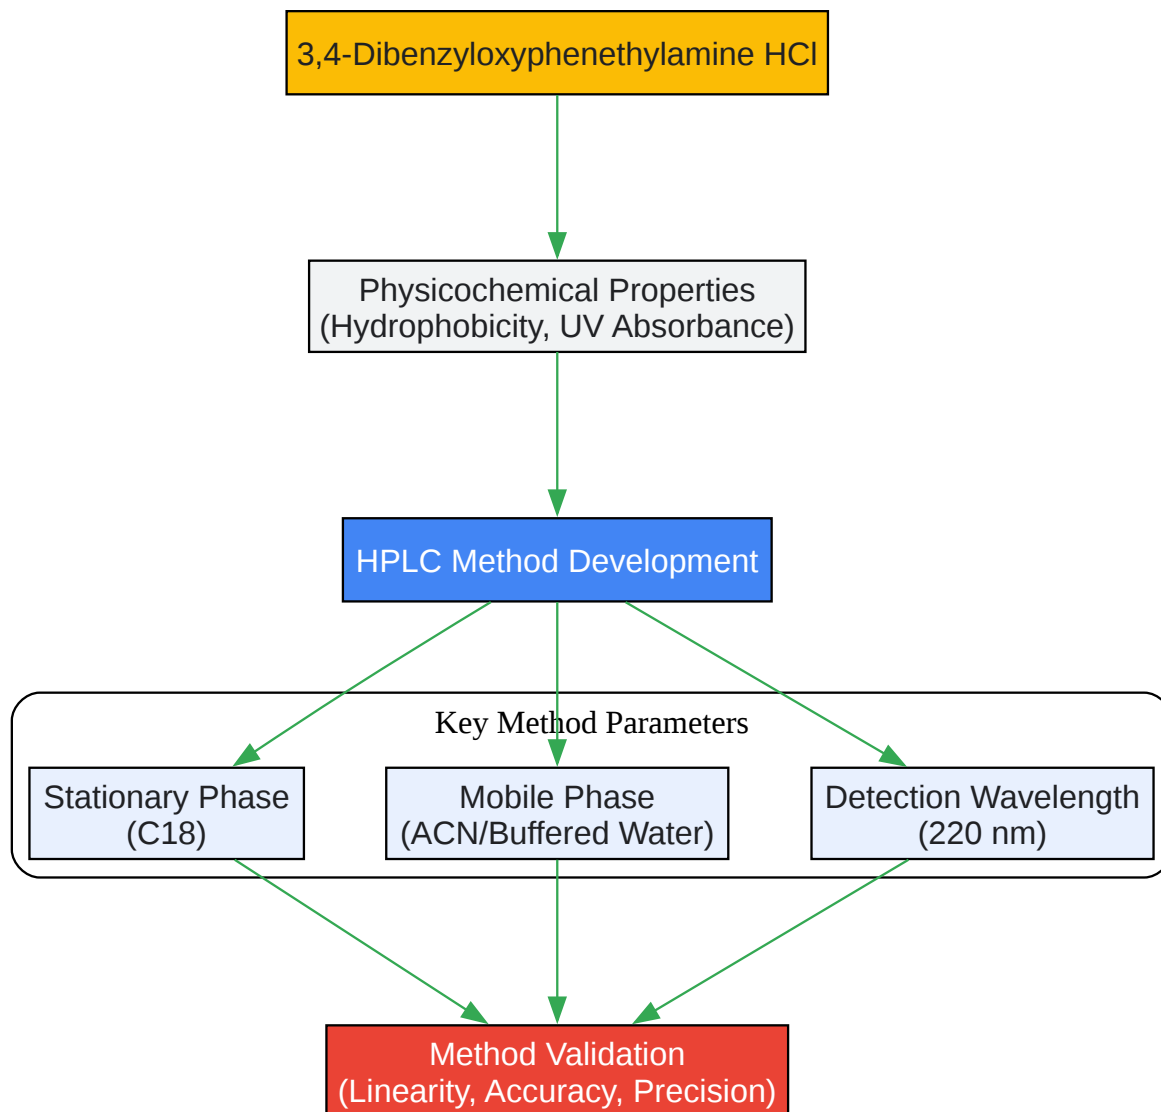 3,4-Dibenzyloxyphenethylamine HCl
Physicochemical Properties
(Hydrophobicity, UV Absorbance)
HPLC Method Development
Key Method Parameters
Stationary Phase
(C18)
Mobile Phase
(ACN/Buffered Water)
Detection Wavelength
(220 nm)
Method Validation
(Linearity, Accuracy, Precision)